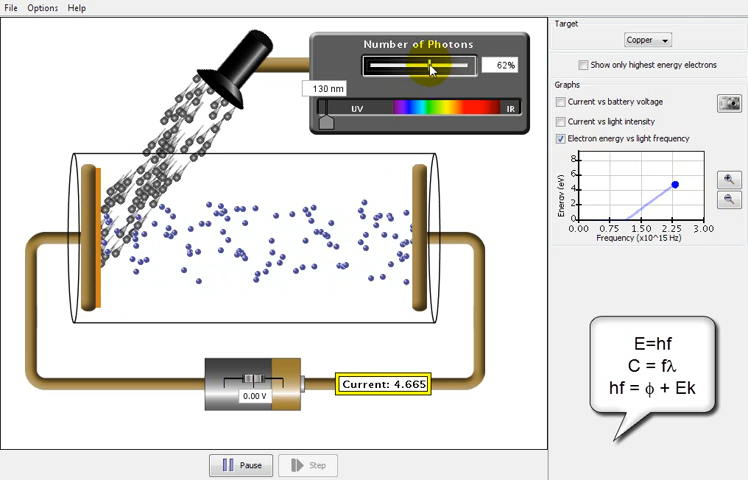 File Options Help
Number of Photons
62%
130 nm
UV IR
0.00 V
Current: 4.665
Pause Step
Target
Copper
Show only highest energy electrons
Graphs
Current vs battery voltage
Current vs light intensity
Electron energy vs light frequency
Energy (eV)
8
6
4
2
0
0.00 0.75 1.50 2.25 3.00
Frequency (x10^15 Hz)
E=hf
C = fλ
hf = ϕ + Ek